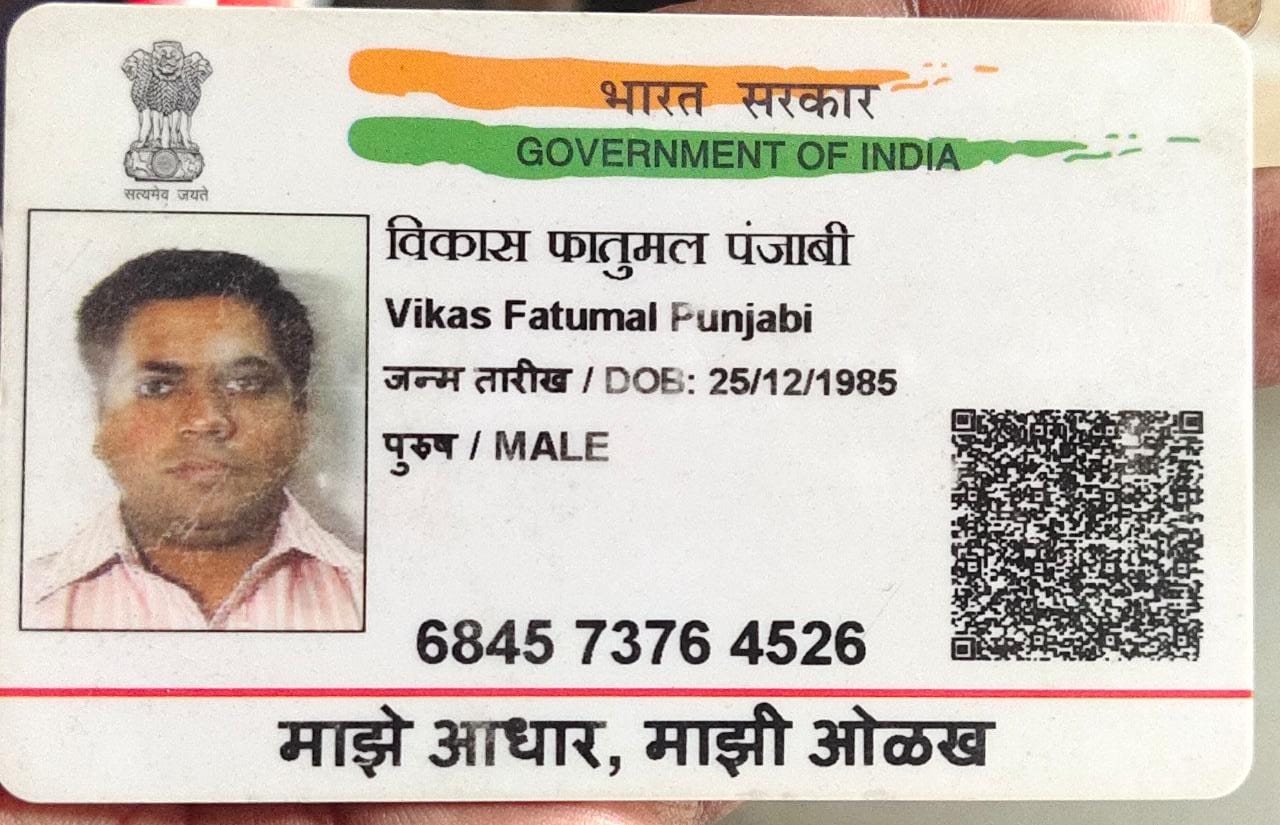 भारत सरकार
GOVERNMENT OF INDIA
सत्यमेव जयते
विकास फातुमल पंजाबी
Vikas Fatumal Punjabi
जन्म तारीख / DOB: 25/12/1985
पुरुष / MALE
6845 7376 4526
माझे आधार, माझी ओळख